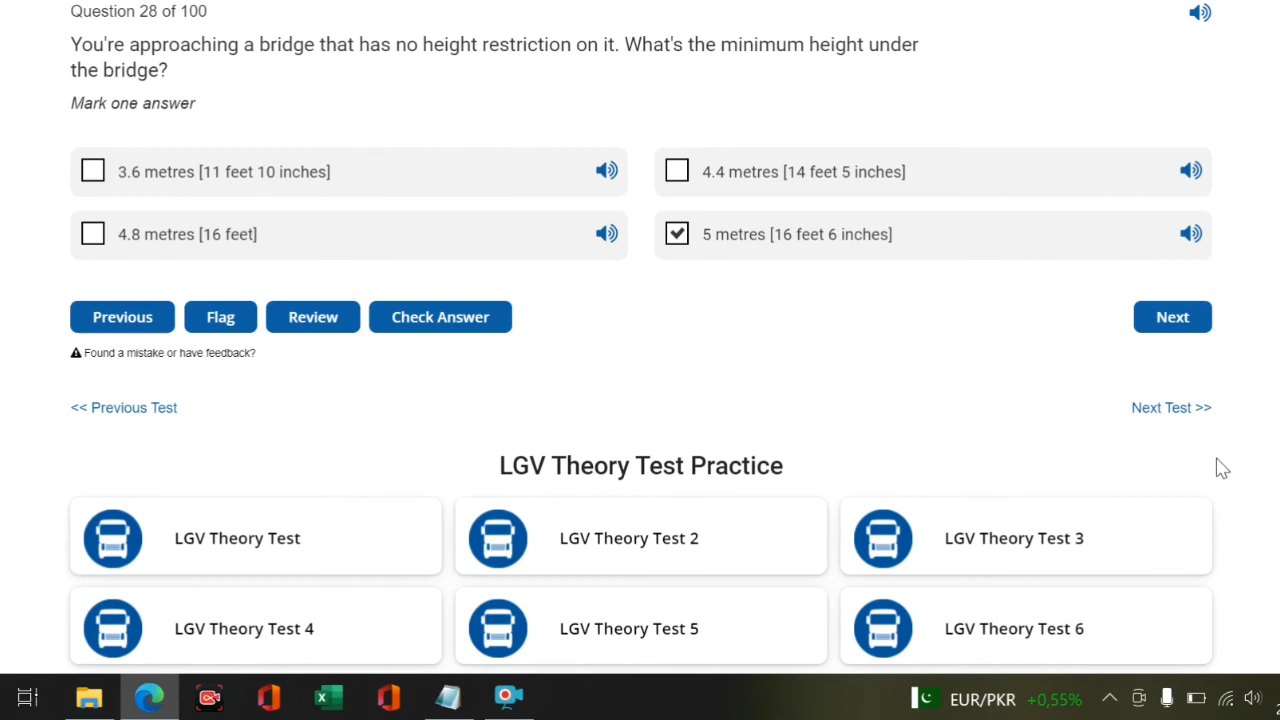 Question 28 of 100
You're approaching a bridge that has no height restriction on it. What's the minimum height under
the bridge?
Mark one answer
3.6 metres [11 feet 10 inches]
4.4 metres [14 feet 5 inches]
4.8 metres [16 feet]
5 metres [16 feet 6 inches]
Previous
Flag
Review
Check Answer
Next
Found a mistake or have feedback?
<< Previous Test
Next Test >>
LGV Theory Test Practice
LGV Theory Test
LGV Theory Test 2
LGV Theory Test 3
LGV Theory Test 4
LGV Theory Test 5
LGV Theory Test 6
EUR/PKR +0,55%